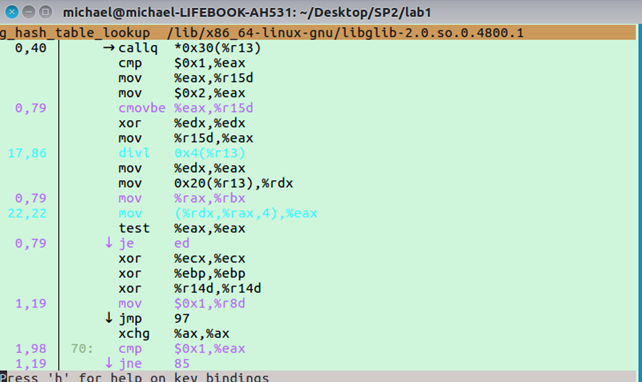 michael@michael-LIFEBOOK-AH531: ~/Desktop/SP2/lab1
g_hash_table_lookup /lib/x86_64-linux-gnu/libglib-2.0.so.0.4800.1
0,40 →callq *0x30(%r13)
cmp $0x1,%eax
mov %eax,%r15d
mov $0x2,%eax
0,79 cmovbe %eax,%r15d
xor %edx,%edx
mov %r15d,%eax
17,86 divl 0x4(%r13)
mov %edx,%eax
mov 0x20(%r13),%rdx
0,79 mov %rax,%rbx
22,22 mov (%rdx,%rax,4),%eax
test %eax,%eax
0,79 ↓ je ed
xor %ecx,%ecx
xor %ebp,%ebp
xor %r14d,%r14d
1,19 mov $0x1,%r8d
↓ jmp 97
xchg %ax,%ax
1,98 70: cmp $0x1,%eax
1,19 ↓ jne 85
Press 'h' for help on key bindings